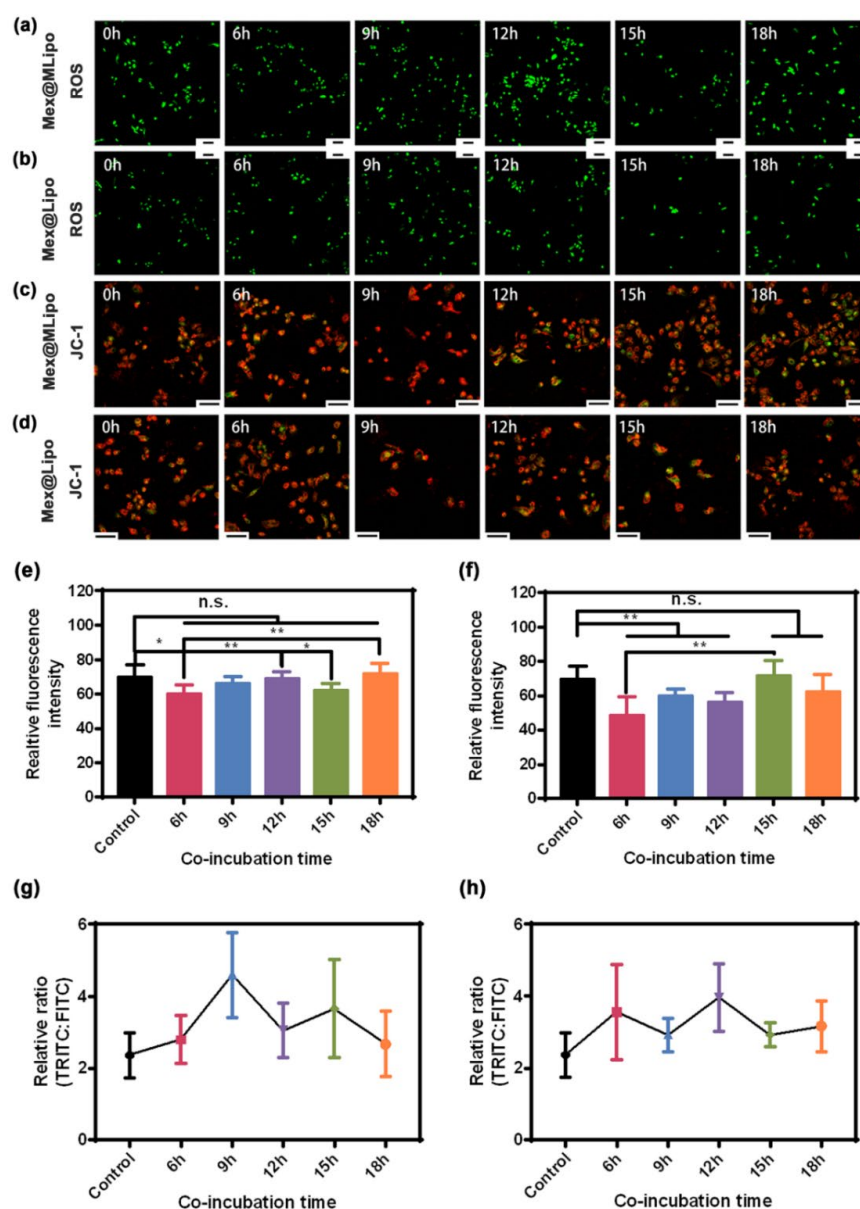 (a)
Mex@MLipo
ROS
0h 6h 9h 12h 15h 18h
(b)
Mex@Lipo
ROS
0h 6h 9h 12h 15h 18h
(c)
Mex@MLipo
JC-1
0h 6h 9h 12h 15h 18h
(d)
Mex@Lipo
JC-1
0h 6h 9h 12h 15h 18h
(e)
Realtive fluorescence
intensity
120
100
80
60
40
20
0
n.s.
**
* ** *
Control 6h 9h 12h 15h 18h
Co-incubation time
(f)
Relative fluorescence
intensity
120
100
80
60
40
20
0
n.s.
**
**
Control 6h 9h 12h 15h 18h
Co-incubation time
(g)
Relative ratio
(TRITC:FITC)
6
4
2
0
Control 6h 9h 12h 15h 18h
Co-incubation time
(h)
Relative ratio
(TRITC:FITC)
6
4
2
0
Control 6h 9h 12h 15h 18h
Co-incubation time